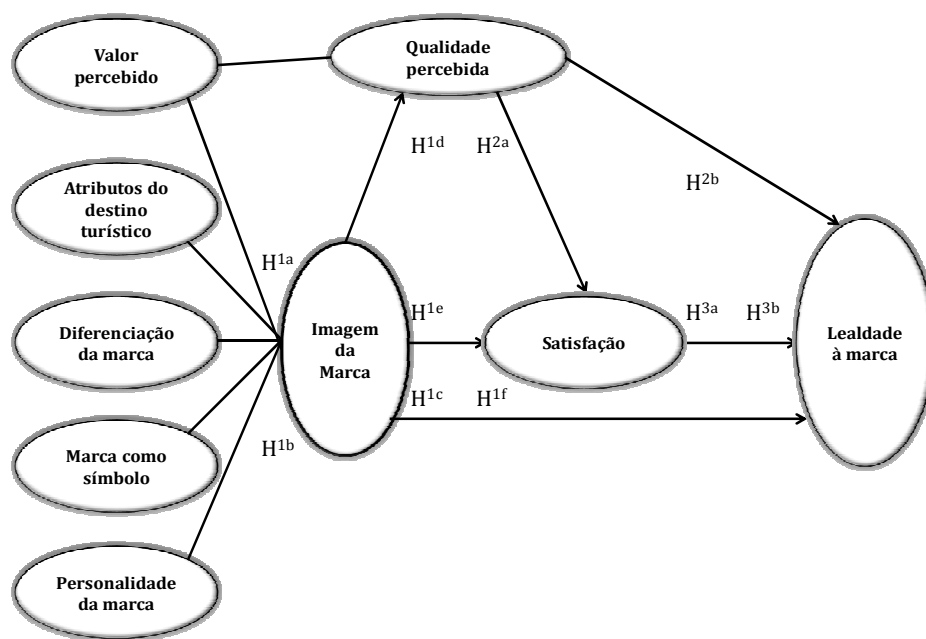 Valor
percebido
Qualidade
percebida
H1d
H2a
H2b
Atributos do
destino
turístico
H1a
Diferenciação
da marca
Imagem
da
Marca
H1e
Satisfação
H3a
H3b
Lealdade
à marca
H1c
H1f
H1b
Marca como
símbolo
Personalidade
da marca